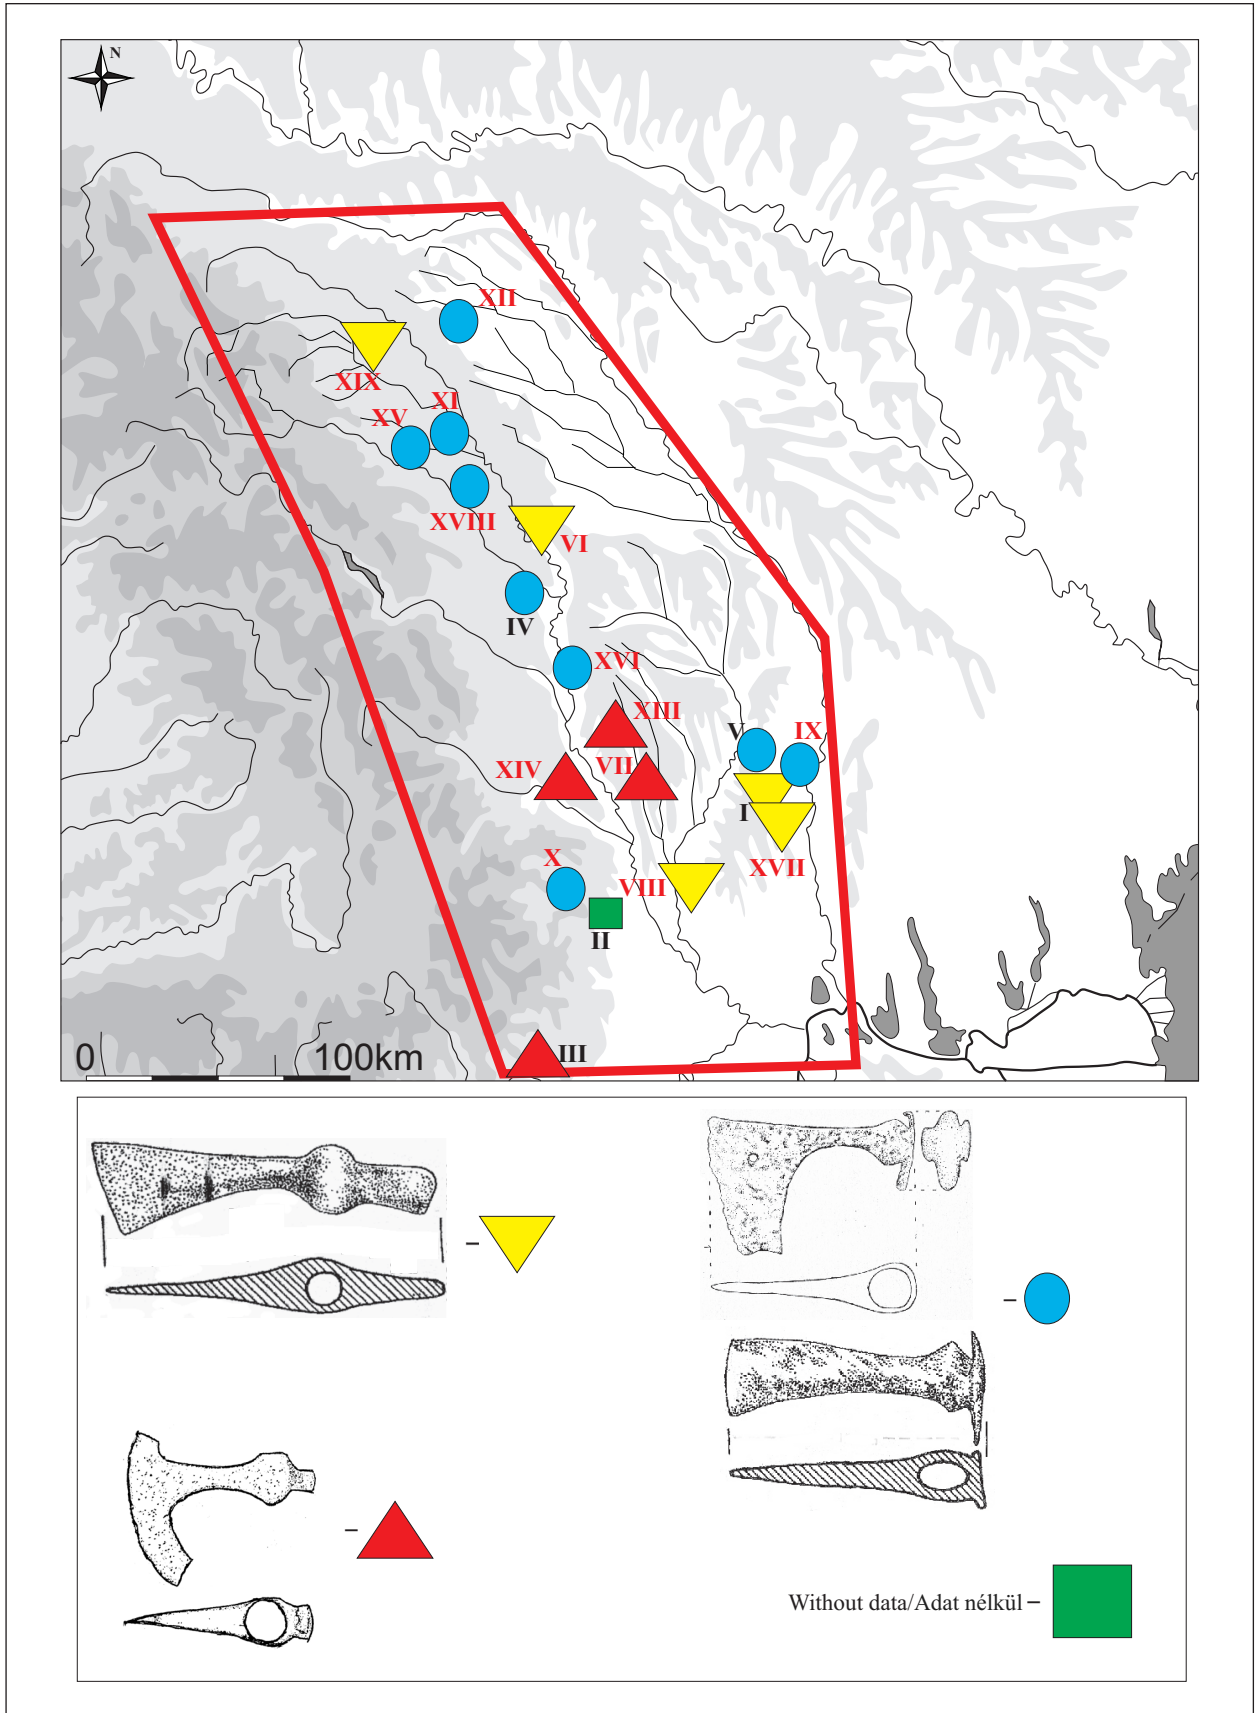 N
XII
XIX
XI
XV
XVIII
VI
IV
XVI
XIII
V
IX
XIV
VII
I
X
VIII
XVII
II
III
0
100km
Without data/Adat nélkül –